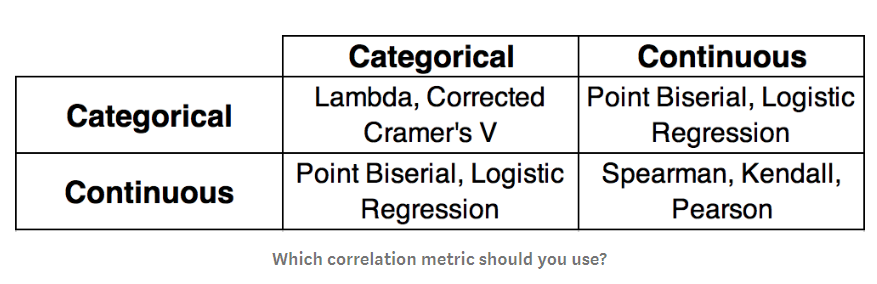 Categorical Continuous
Categorical
Lambda, Corrected
Cramer's V
Point Biserial, Logistic
Regression
Continuous
Point Biserial, Logistic
Regression
Spearman, Kendall,
Pearson
Which correlation metric should you use?